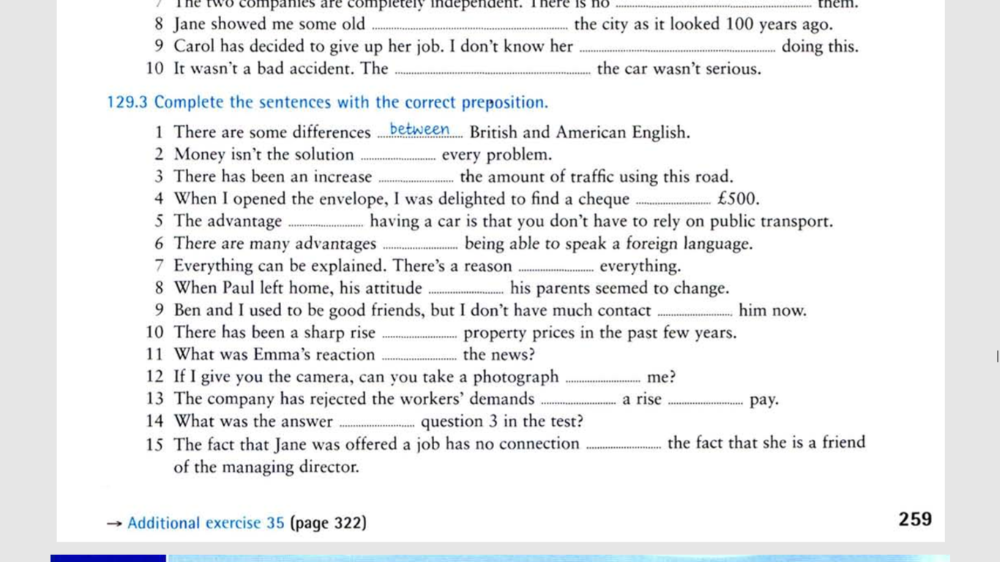 7 The two companies are completely independent. There is no .......... them.
8 Jane showed me some old .......... the city as it looked 100 years ago.
9 Carol has decided to give up her job. I don't know her .......... doing this.
10 It wasn't a bad accident. The .......... the car wasn't serious.
129.3 Complete the sentences with the correct preposition.
1 There are some differences ...between... British and American English.
2 Money isn't the solution .......... every problem.
3 There has been an increase .......... the amount of traffic using this road.
4 When I opened the envelope, I was delighted to find a cheque .......... £500.
5 The advantage .......... having a car is that you don't have to rely on public transport.
6 There are many advantages .......... being able to speak a foreign language.
7 Everything can be explained. There's a reason .......... everything.
8 When Paul left home, his attitude .......... his parents seemed to change.
9 Ben and I used to be good friends, but I don't have much contact .......... him now.
10 There has been a sharp rise .......... property prices in the past few years.
11 What was Emma's reaction .......... the news?
12 If I give you the camera, can you take a photograph .......... me?
13 The company has rejected the workers' demands .......... a rise .......... pay.
14 What was the answer .......... question 3 in the test?
15 The fact that Jane was offered a job has no connection .......... the fact that she is a friend
of the managing director.
→ Additional exercise 35 (page 322)
259